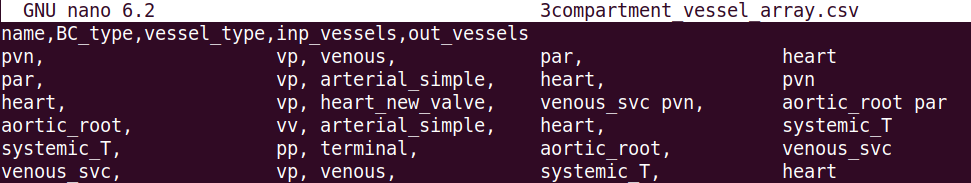 GNU nano 6.2 3compartment_vessel_array.csv
name,BC_type,vessel_type,inp_vessels,out_vessels
pvn, vp, venous, par, heart
par, vp, arterial_simple, heart, pvn
heart, vp, heart_new_valve, venous_svc pvn, aortic_root par
aortic_root, vv, arterial_simple, heart, systemic_T
systemic_T, pp, terminal, aortic_root, venous_svc
venous_svc, vp, venous, systemic_T, heart